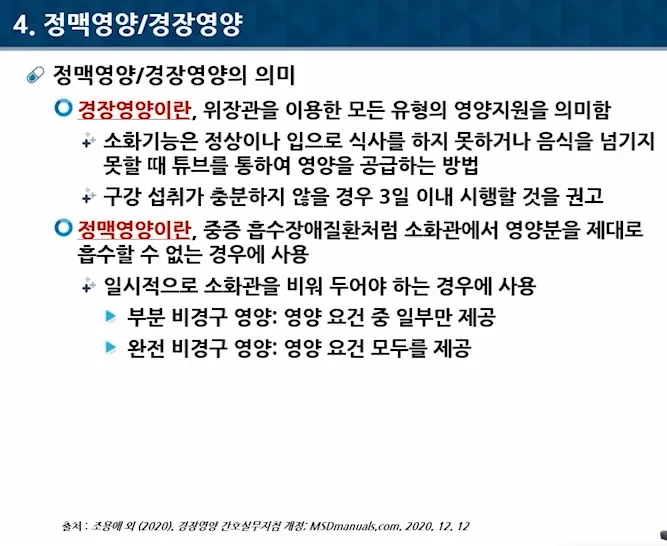 4. 정맥영양/경장영양
정맥영양/경장영양의 의미
경장영양이란, 위장관을 이용한 모든 유형의 영양지원을 의미함
소화기능은 정상이나 입으로 식사를 하지 못하거나 음식을 넘기지
못할 때 튜브를 통하여 영양을 공급하는 방법
구강 섭취가 충분하지 않을 경우 3일 이내 시행할 것을 권고
정맥영양이란, 중증 흡수장애질환처럼 소화관에서 영양분을 제대로
흡수할 수 없는 경우에 사용
일시적으로 소화관을 비워 두어야 하는 경우에 사용
부분 비경구 영양: 영양 요건 중 일부만 제공
완전 비경구 영양: 영양 요건 모두를 제공
출처 : 조용애 외 (2020), 경장영양 간호실무지침 개정; MSDmanuals.com, 2020, 12, 12